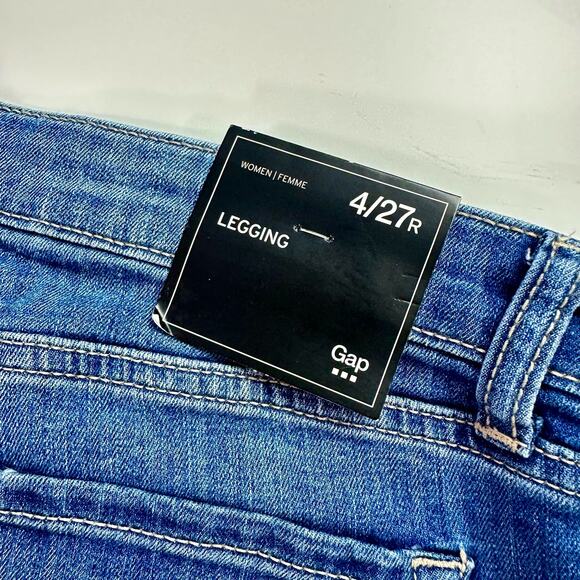 WOMEN | FEMME
4/27R
LEGGING
Gap